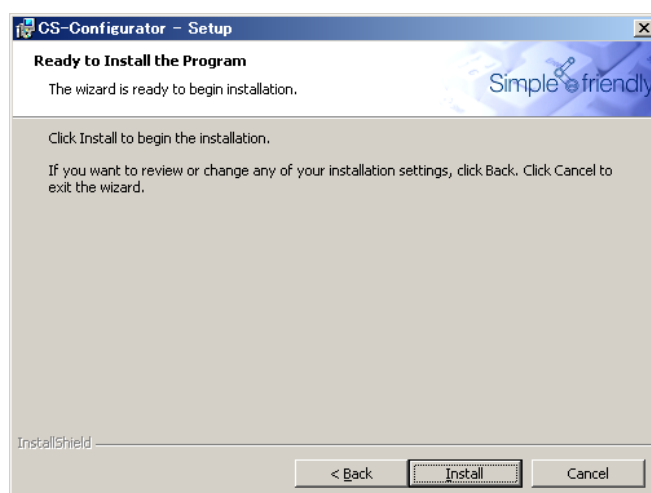 CS-Configurator - Setup
Ready to Install the Program
The wizard is ready to begin installation.
Simple & friendly
Click Install to begin the installation.
If you want to review or change any of your installation settings, click Back. Click Cancel to
exit the wizard.
InstallShield
< Back Install Cancel